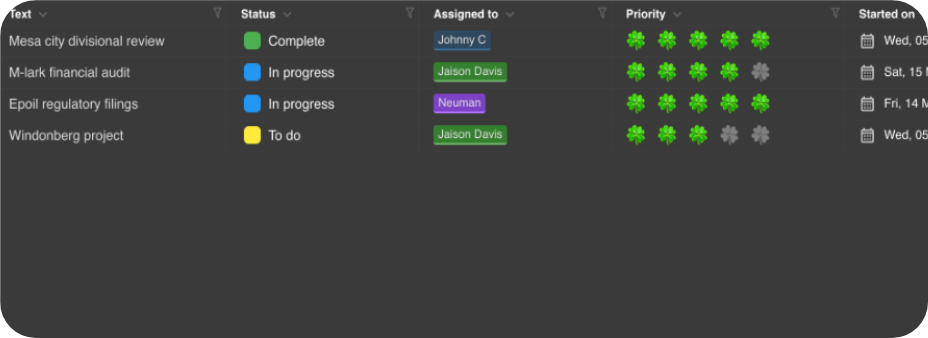 Text Status Assigned to Priority Started on
Mesa city divisional review Complete Johnny C Wed, 05
M-lark financial audit In progress Jaison Davis Sat, 15
Epoil regulatory filings In progress Neuman Fri, 14 M
Windonberg project To do Jaison Davis Wed, 05